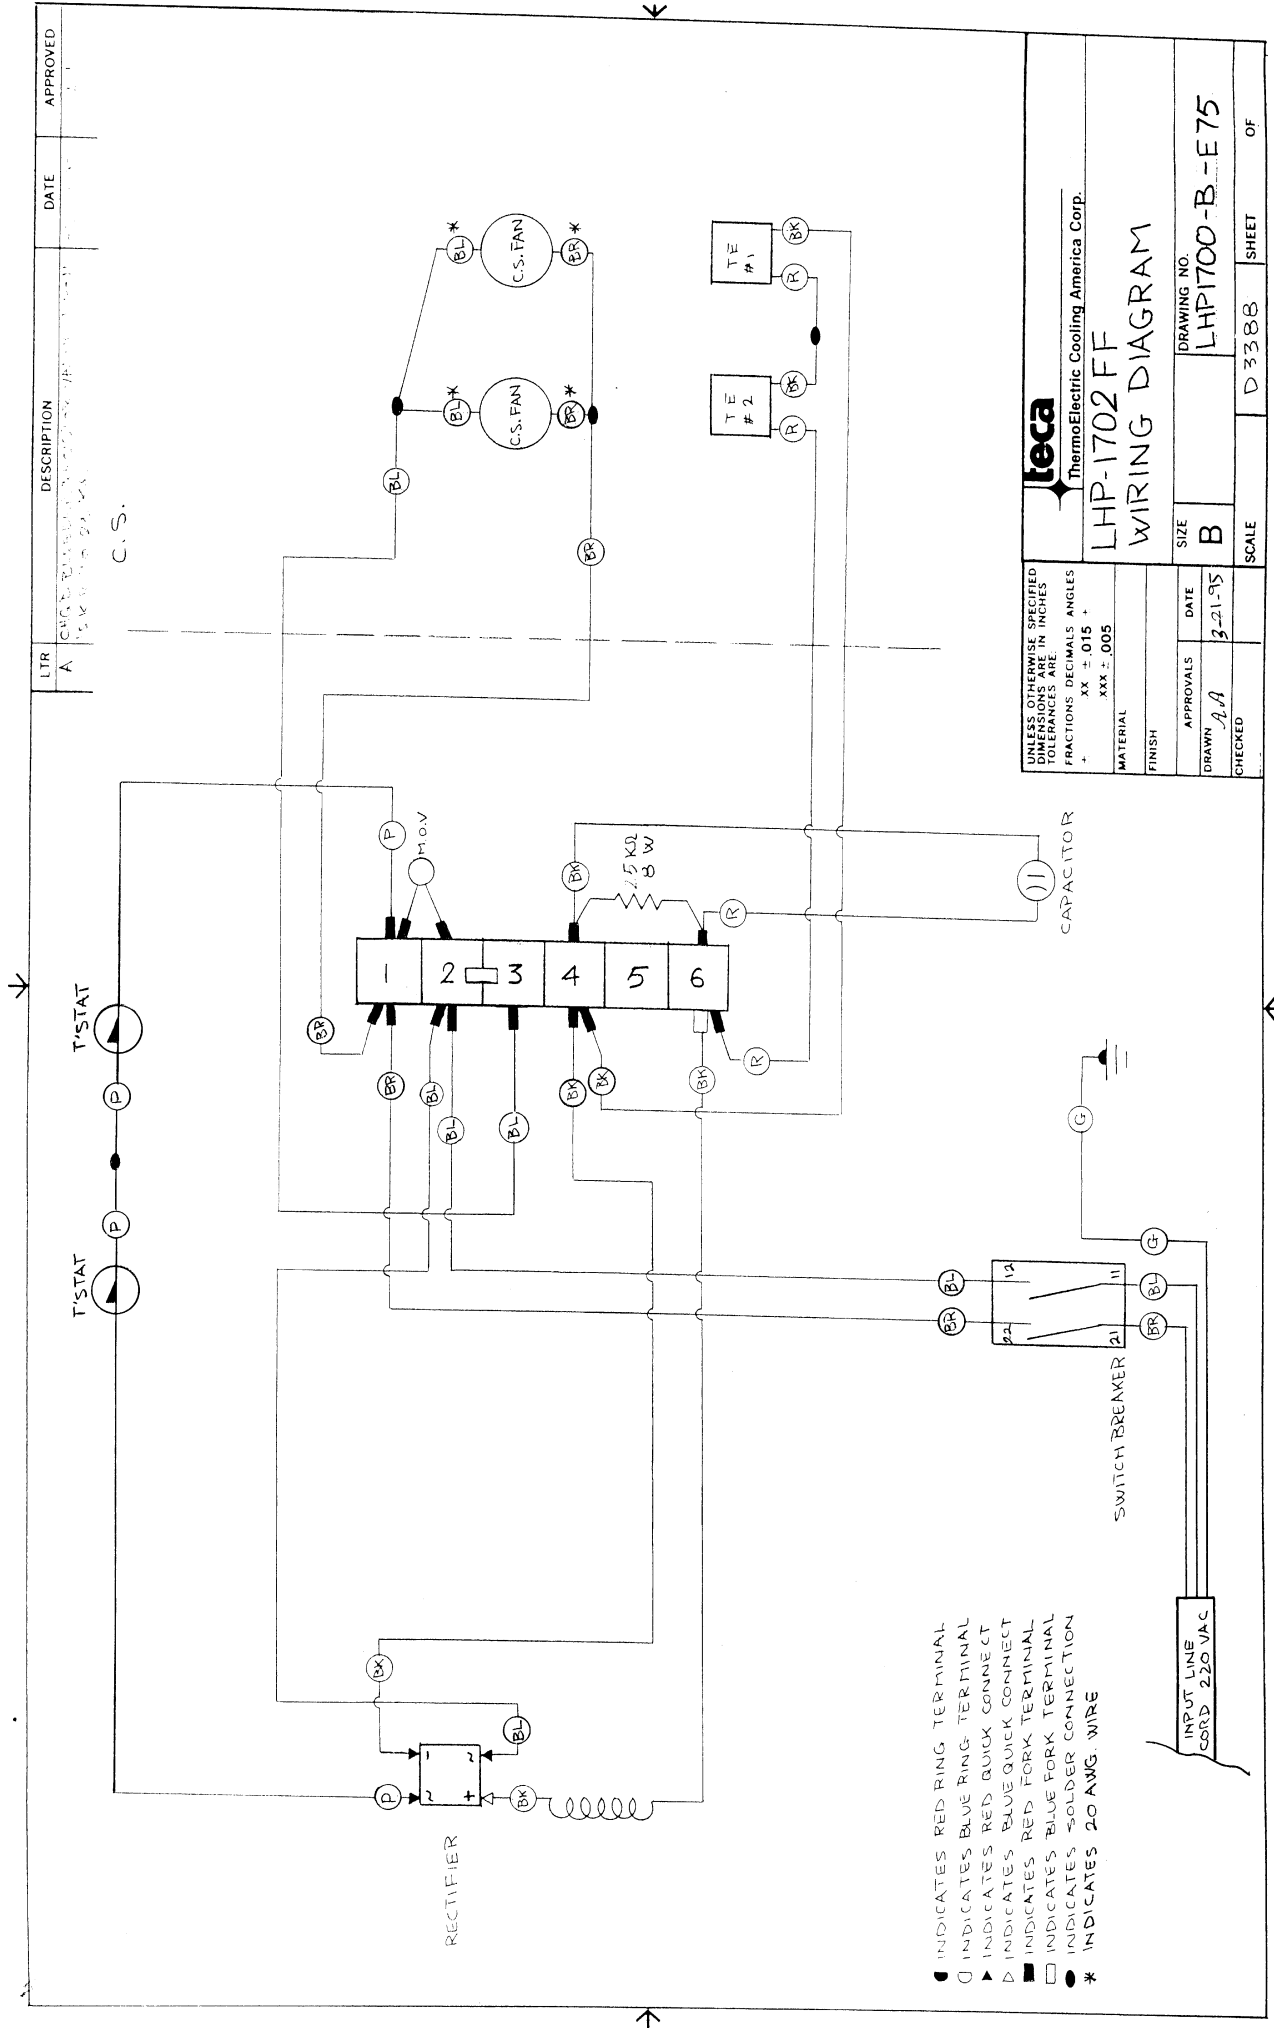 LTR
DESCRIPTION
DATE
APPROVED
A
C.S.
T'STAT
P
P
T'STAT
P
M.O.V
BL
BL *
BL *
C.S. FAN
C.S. FAN
BR *
BR *
BR
BR
1
2
3
4
5
6
BR
BL
BL
BL
BK
BK
BK
R
BK
8 W
R
CAPACITOR
TE
#2
TE
#1
R
BK
R
BK
RECTIFIER
P
BK
BL
BK
2
1
+
2
BR
BL
22
12
21
11
BR
BL
G
G
SWITCH BREAKER
INPUT LINE
CORD 220 VAC
INDICATES RED RING TERMINAL
INDICATES BLUE RING TERMINAL
INDICATES RED QUICK CONNECT
INDICATES BLUE QUICK CONNECT
INDICATES RED FORK TERMINAL
INDICATES BLUE FORK TERMINAL
INDICATES SOLDER CONNECTION
* INDICATES 20 AWG. WIRE
UNLESS OTHERWISE SPECIFIED
DIMENSIONS ARE IN INCHES
TOLERANCES ARE:
FRACTIONS DECIMALS ANGLES
+ .XX ± .015 +
.XXX ± .005
MATERIAL
FINISH
APPROVALS
DATE
DRAWN
AA
3-21-95
CHECKED
teca
ThermoElectric Cooling America Corp.
LHP-1702FF
WIRING DIAGRAM
SIZE
B
DRAWING NO.
LHP1700-B-E75
SCALE
D3388
SHEET
OF